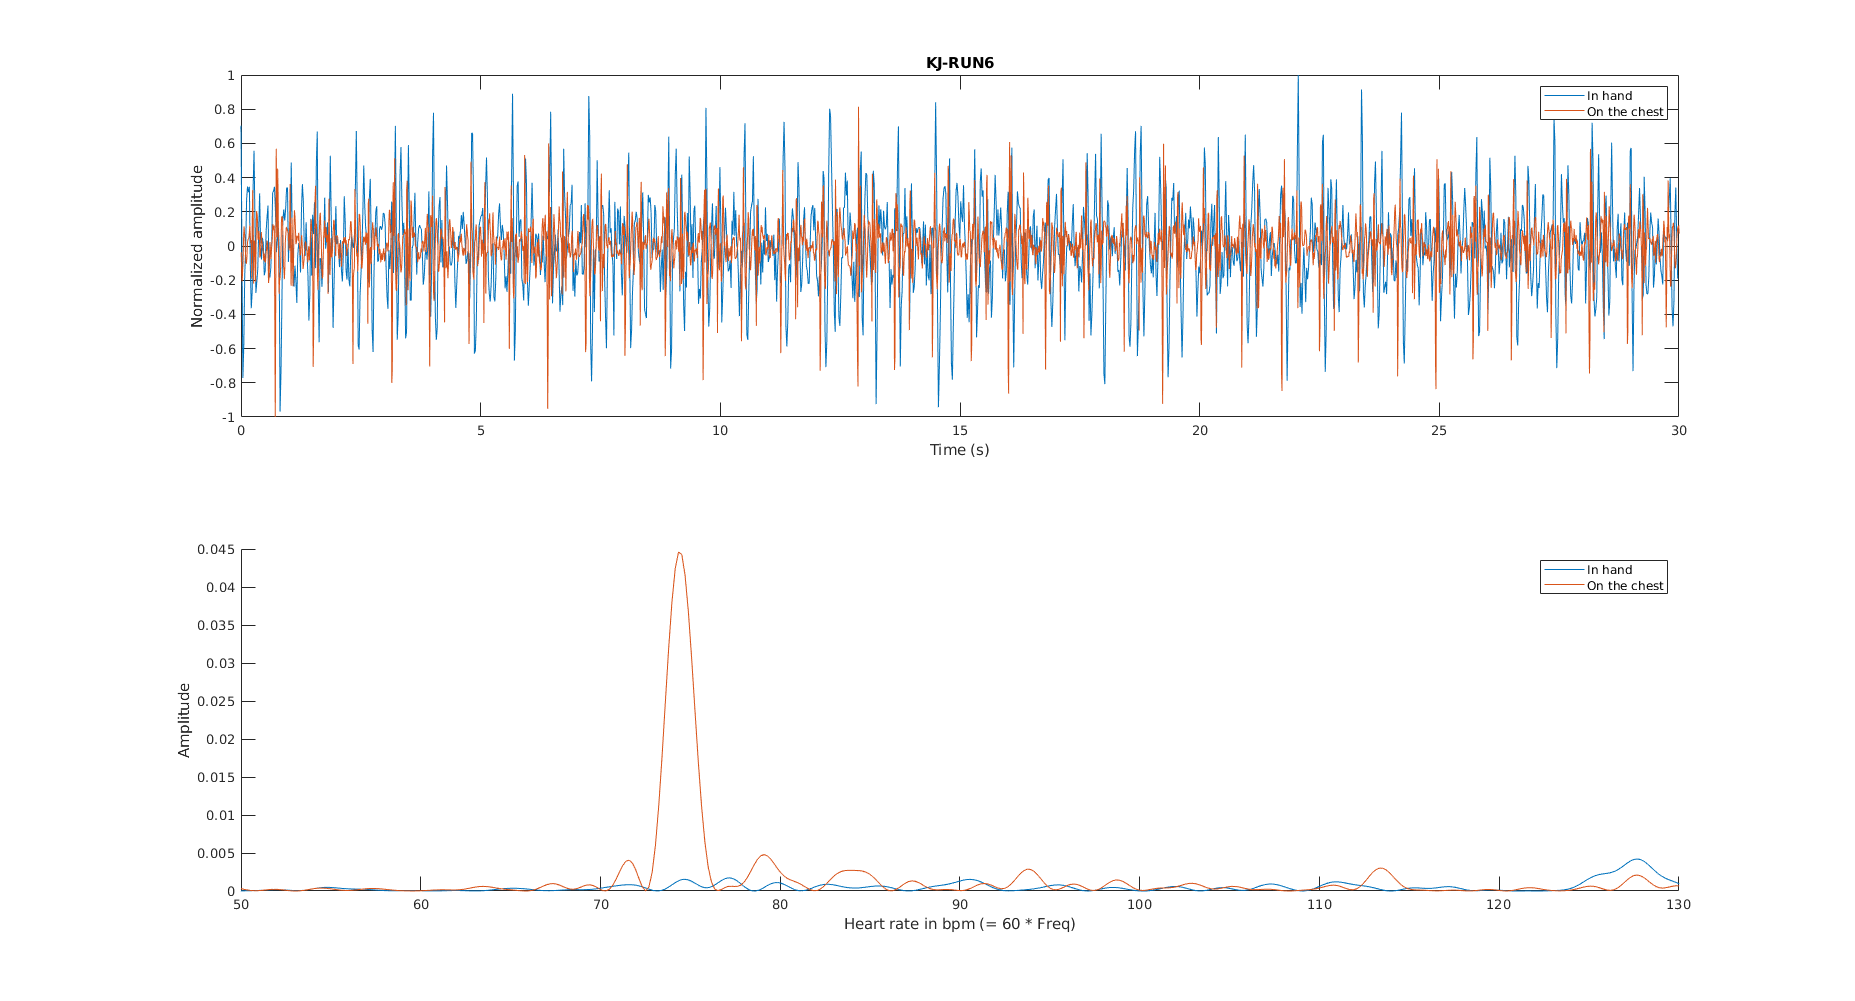 KJ-RUN6
1
0.8
0.6
0.4
0.2
0
-0.2
-0.4
-0.6
-0.8
-1
Normalized amplitude
In hand
On the chest
0 5 10 15 20 25 30
Time (s)
0.045
0.04
0.035
0.03
0.025
0.02
0.015
0.01
0.005
0
Amplitude
In hand
On the chest
50 60 70 80 90 100 110 120 130
Heart rate in bpm (= 60 * Freq)